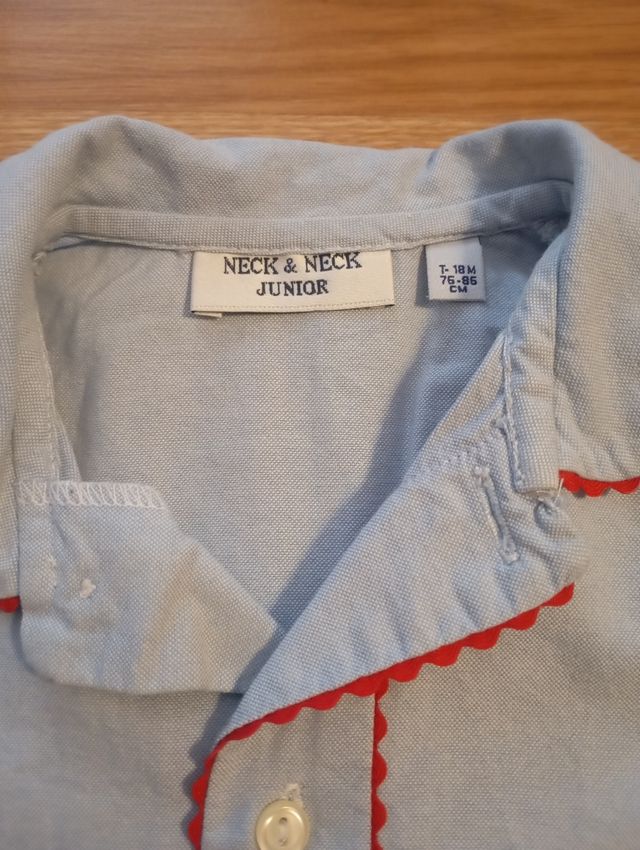 NECK & NECK
JUNIOR
T- 18 M
76-86
CM